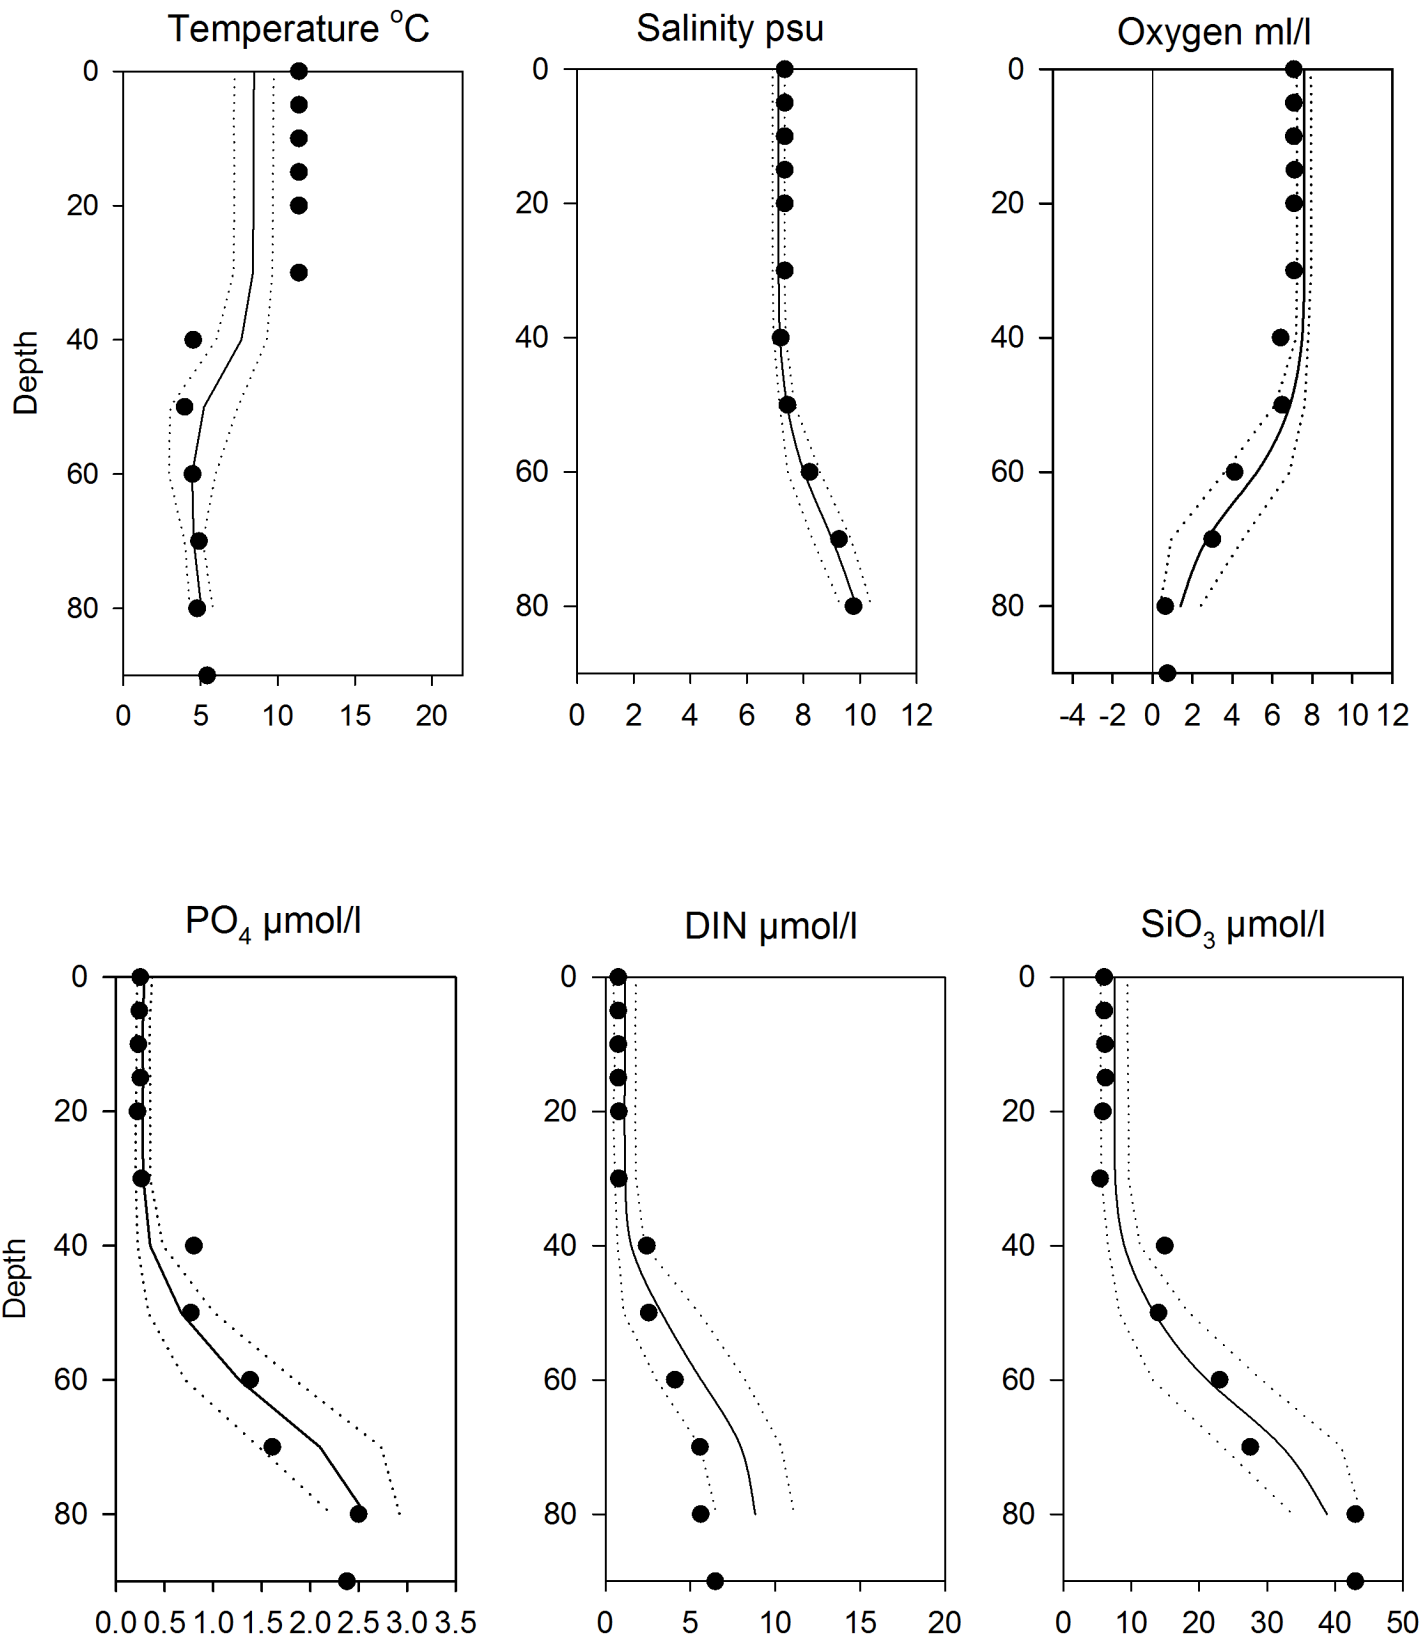 Temperature °C
Salinity psu
Oxygen ml/l
0
20
40
60
80
Depth
0 5 10 15 20
0
20
40
60
80
0 2 4 6 8 10 12
0
20
40
60
80
-4 -2 0 2 4 6 8 10 12
PO4 µmol/l
DIN µmol/l
SiO3 µmol/l
0
20
40
60
80
Depth
0.0 0.5 1.0 1.5 2.0 2.5 3.0 3.5
0
20
40
60
80
0 5 10 15 20
0
20
40
60
80
0 10 20 30 40 50